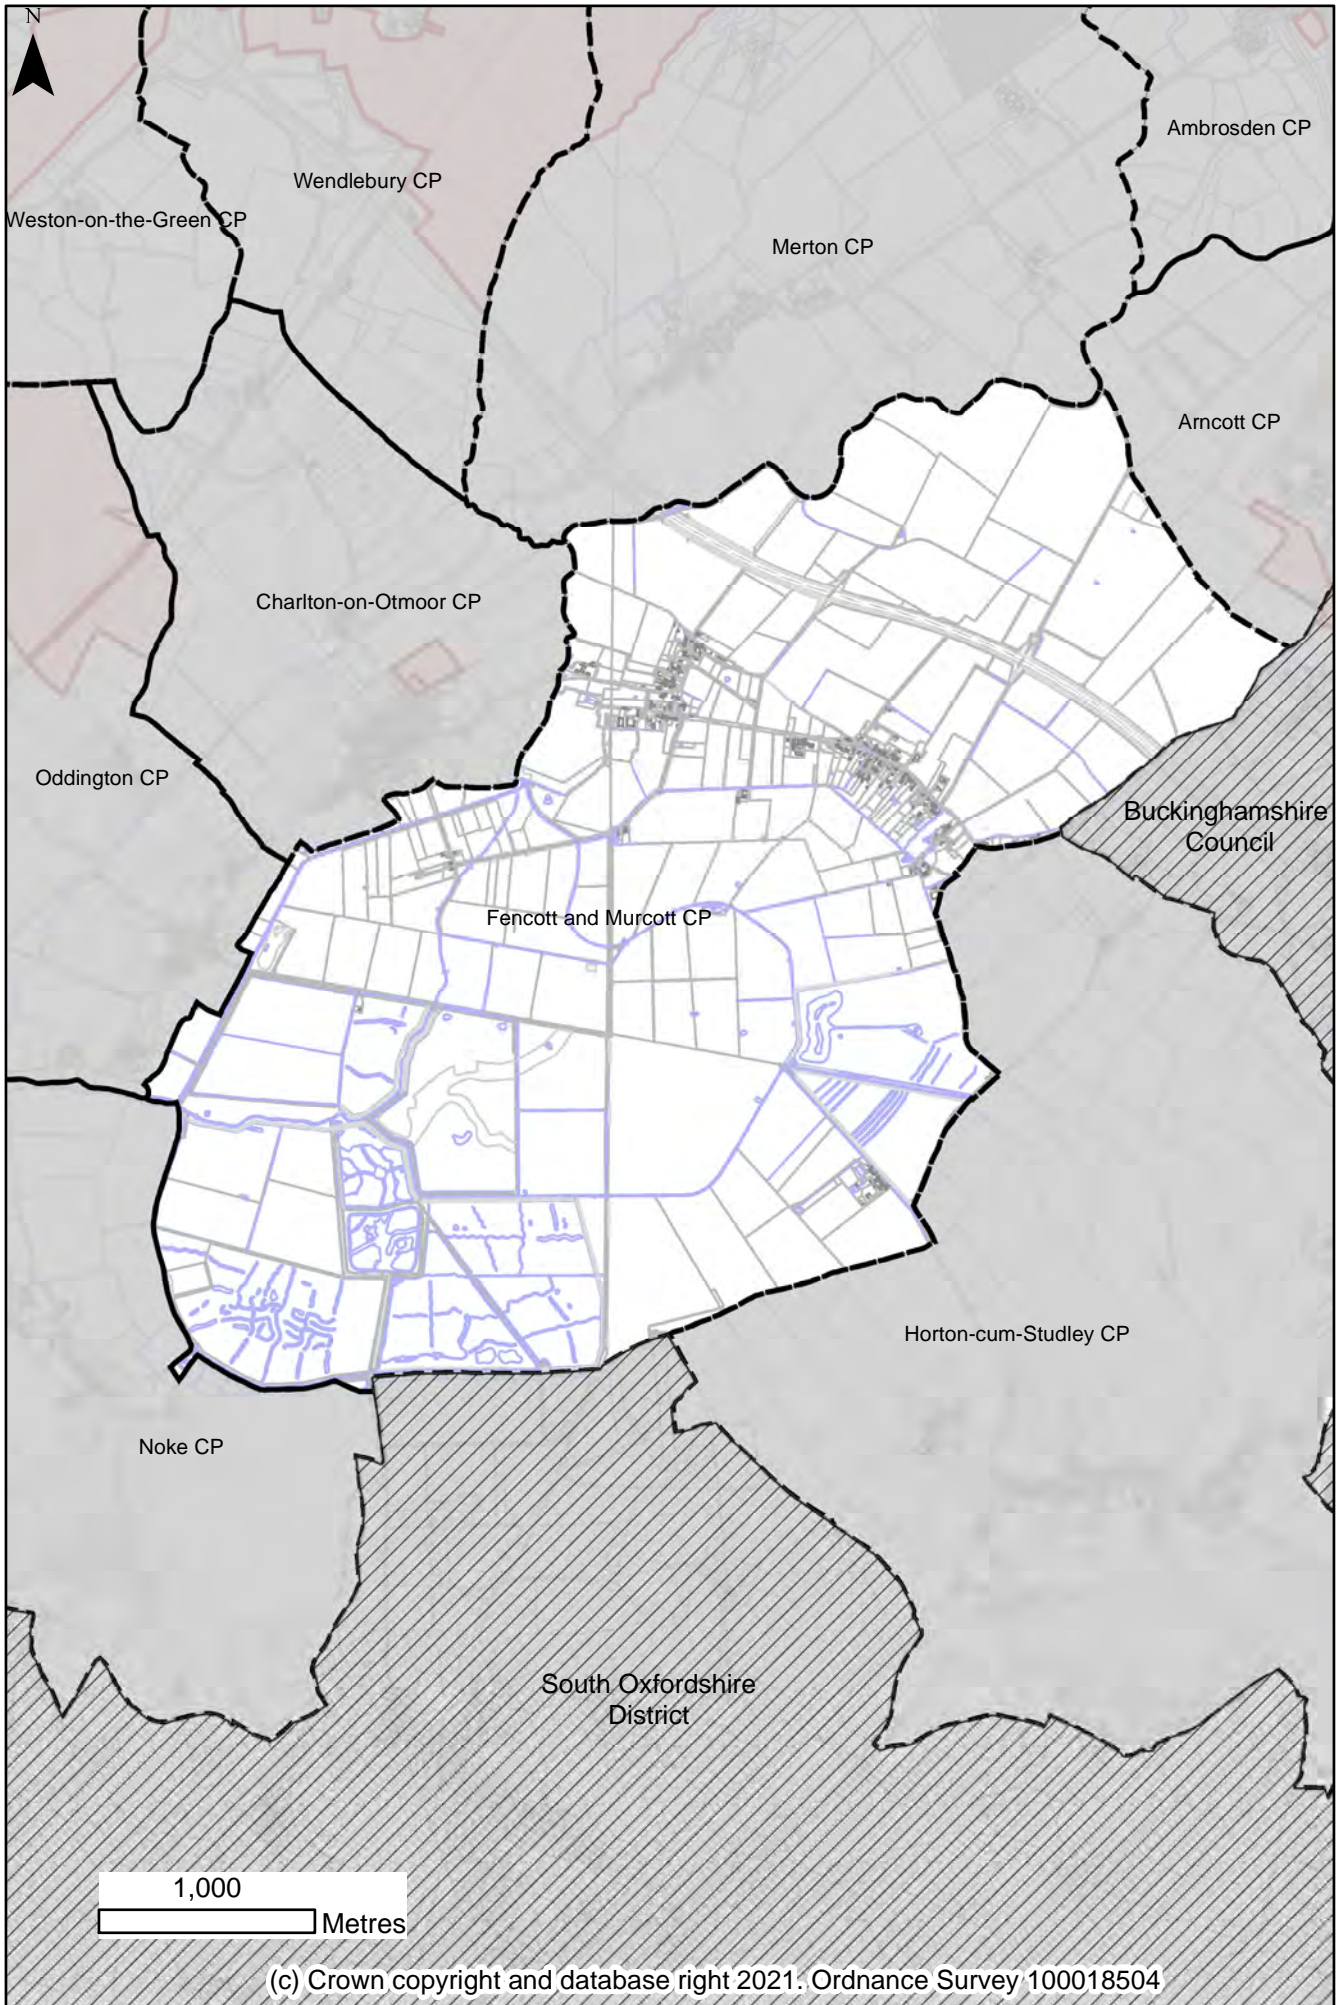 N
Ambrosden CP
Wendlebury CP
Weston-on-the-Green CP
Merton CP
Arncott CP
Charlton-on-Otmoor CP
Oddington CP
Buckinghamshire
Council
Fencott and Murcott CP
Horton-cum-Studley CP
Noke CP
South Oxfordshire
District
1,000
Metres
(c) Crown copyright and database right 2021. Ordnance Survey 100018504